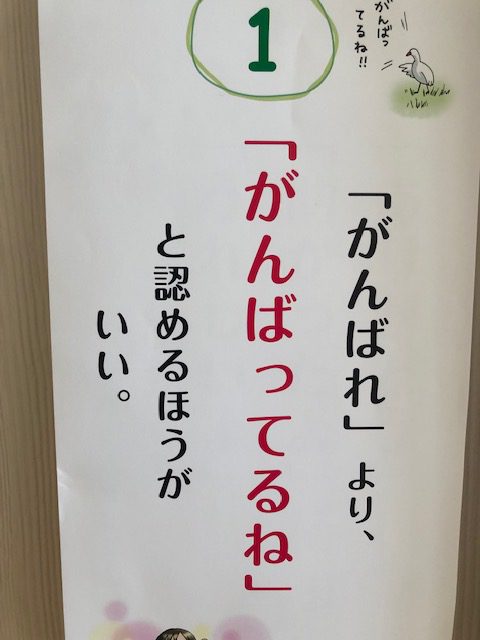 1
がんばっ
てるね!!
「がんばれ」より、
「がんばってるね」
と認めるほうが
いい。